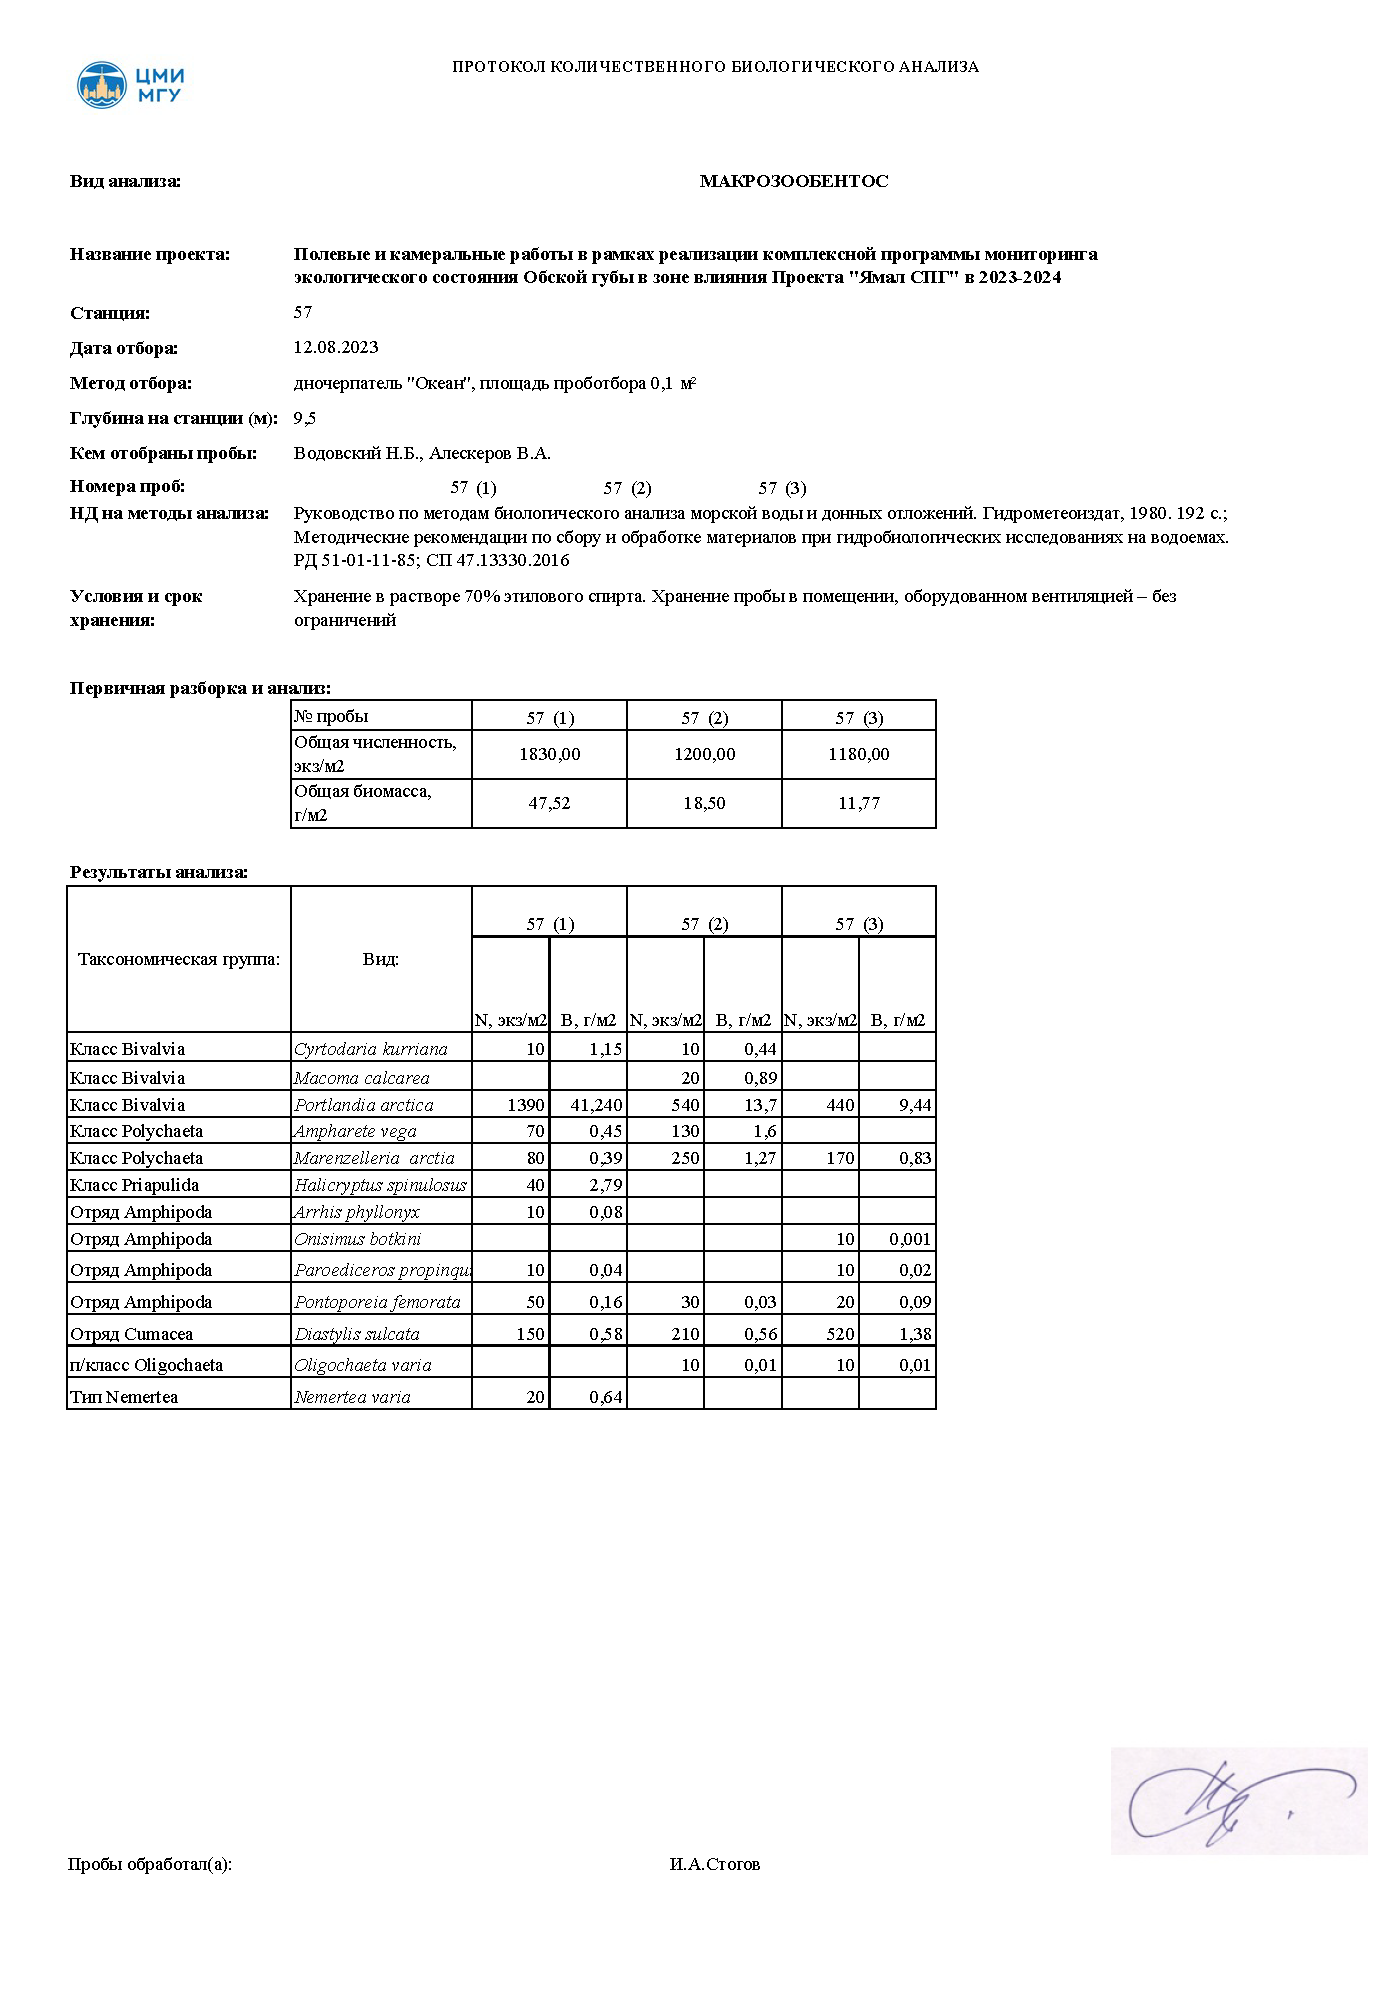 ЦМИ
МГУ
ПРОТОКОЛ КОЛИЧЕСТВЕННОГО БИОЛОГИЧЕСКОГО АНАЛИЗА
Вид анализа: МАКРОЗООБЕНТОС
Название проекта: Полевые и камеральные работы в рамках реализации комплексной программы мониторинга
экологического состояния Обской губы в зоне влияния Проекта "Ямал СПГ" в 2023-2024
Станция: 57
Дата отбора: 12.08.2023
Метод отбора: дночерпатель "Океан", площадь проботбора 0,1 м²
Глубина на станции (м): 9,5
Кем отобраны пробы: Водовский Н.Б., Алескеров В.А.
Номера проб: 57 (1) 57 (2) 57 (3)
НД на методы анализа: Руководство по методам биологического анализа морской воды и донных отложений. Гидрометеоиздат, 1980. 192 с.;
Методические рекомендации по сбору и обработке материалов при гидробиологических исследованиях на водоемах.
РД 51-01-11-85; СП 47.13330.2016
Условия и срок Хранение в растворе 70% этилового спирта. Хранение пробы в помещении, оборудованном вентиляцией – без
хранения: ограничений
Первичная разборка и анализ:
№ пробы 57 (1) 57 (2) 57 (3)
Общая численность,
экз/м2 1830,00 1200,00 1180,00
Общая биомасса,
г/м2 47,52 18,50 11,77
Результаты анализа:
57 (1) 57 (2) 57 (3)
Таксономическая группа: Вид:
N, экз/м2 B, г/м2 N, экз/м2 B, г/м2 N, экз/м2 B, г/м2
Класс Bivalvia Cyrtodaria kurriana 10 1,15 10 0,44
Класс Bivalvia Macoma calcarea 20 0,89
Класс Bivalvia Portlandia arctica 1390 41,240 540 13,7 440 9,44
Класс Polychaeta Ampharete vega 70 0,45 130 1,6
Класс Polychaeta Marenzelleria arctia 80 0,39 250 1,27 170 0,83
Класс Priapulida Halicryptus spinulosus 40 2,79
Отряд Amphipoda Arrhis phyllonyx 10 0,08
Отряд Amphipoda Onisimus botkini 10 0,001
Отряд Amphipoda Paroediceros propinqu 10 0,04 10 0,02
Отряд Amphipoda Pontoporeia femorata 50 0,16 30 0,03 20 0,09
Отряд Cumacea Diastylis sulcata 150 0,58 210 0,56 520 1,38
п/класс Oligochaeta Oligochaeta varia 10 0,01 10 0,01
Тип Nemertea Nemertea varia 20 0,64
Пробы обработал(а): И.А.Стогов